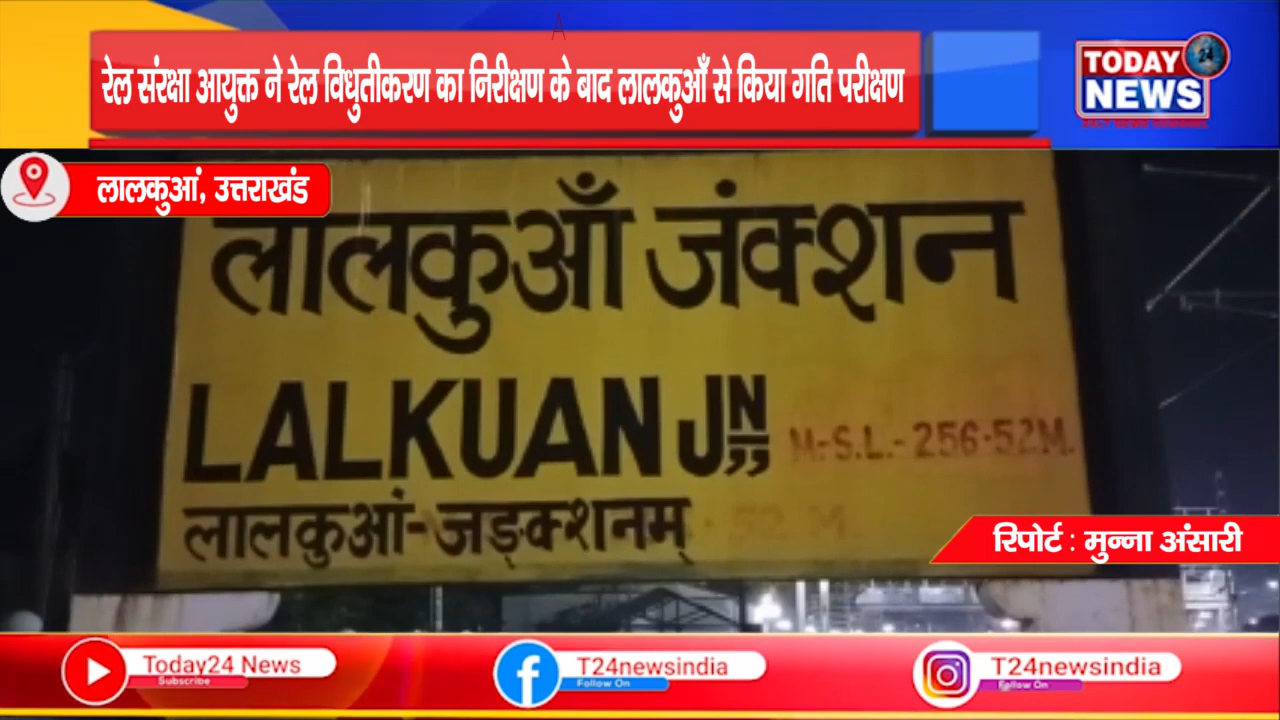 रेल संरक्षा आयुक्त ने रेल विधुतीकरण का निरीक्षण के बाद लालकुआँ से किया गति परीक्षण
TODAY 24
NEWS
लालकुआं, उत्तराखंड
लालकुआँ जंक्शन
LALKUAN JN
M.S.L.-256.52M.
लालकुआं-जङ्क्शनम्
रिपोर्ट : मुन्ना अंसारी
Today24 News
Subscribe
T24newsindia
Follow On
T24newsindia
Follow On